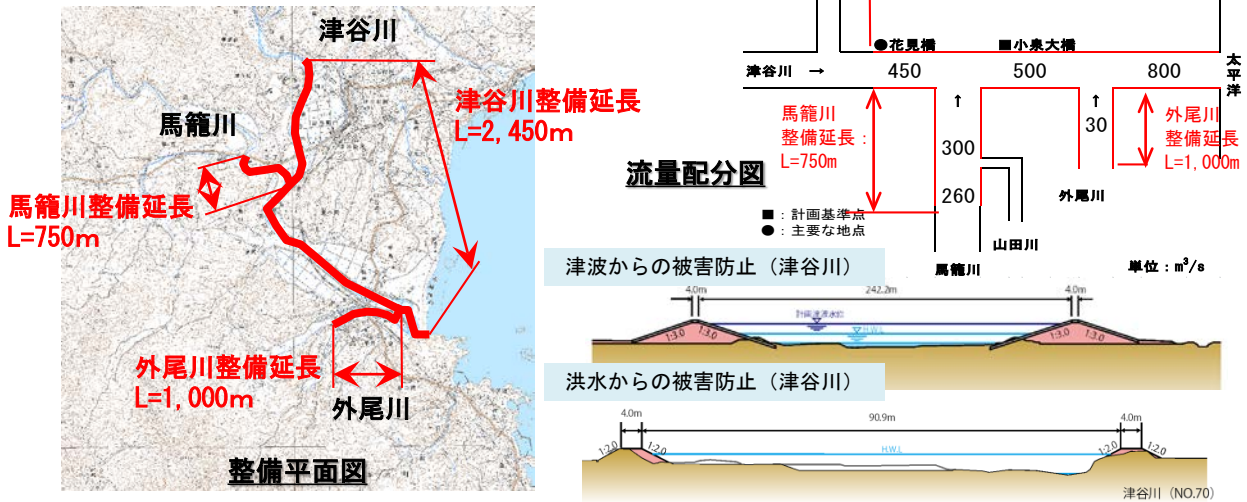 津谷川
津谷川整備延長
L=2,450m
馬籠川
馬籠川整備延長
L=750m
外尾川整備延長
L=1,000m
外尾川
整備平面図
●花見橋
■小泉大橋
津谷川 →
450
500
800
太平洋
馬籠川
整備延長：
L=750m
↑
300
260
↑
30
外尾川
整備延長
L=1,000m
流量配分図
■：計画基準点
●：主要な地点
外尾川
山田川
馬籠川
単位：m³/s
津波からの被害防止（津谷川）
4.0m
242.2m
4.0m
H.W.L
1:3.0
1:3.0
1:3.0
1:3.0
洪水からの被害防止（津谷川）
4.0m
90.9m
4.0m
1:2.0
1:2.0
H.W.L
1:2.0
1:2.0
津谷川（NO.70）